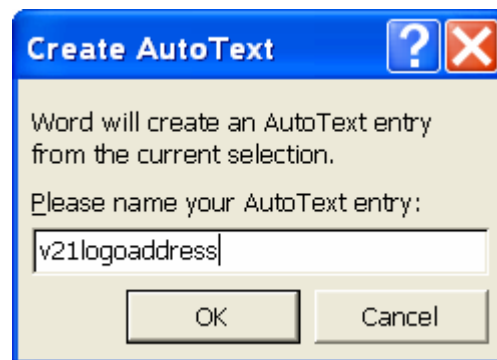 Create AutoText
?
Word will create an AutoText entry
from the current selection.
Please name your AutoText entry:
v21logoaddress
OK Cancel